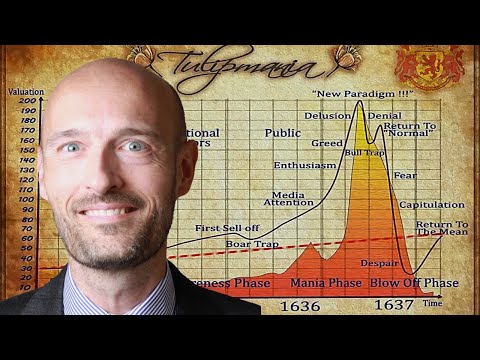 Tulipmania
Valuation
200
190
180
170
160
150
140
130
120
110
100
90
80
70
60
50
40
30
20
10
0
"New Paradigm !!!"
Delusion
Denial
Greed
Return To
"Normal"
Bull Trap
Public
Enthusiasm
Fear
Media
Attention
Capitulation
First Sell off
Bear Trap
Return To
The Mean
Despair
Mania Phase
Blow Off Phase
Time
1636
1637